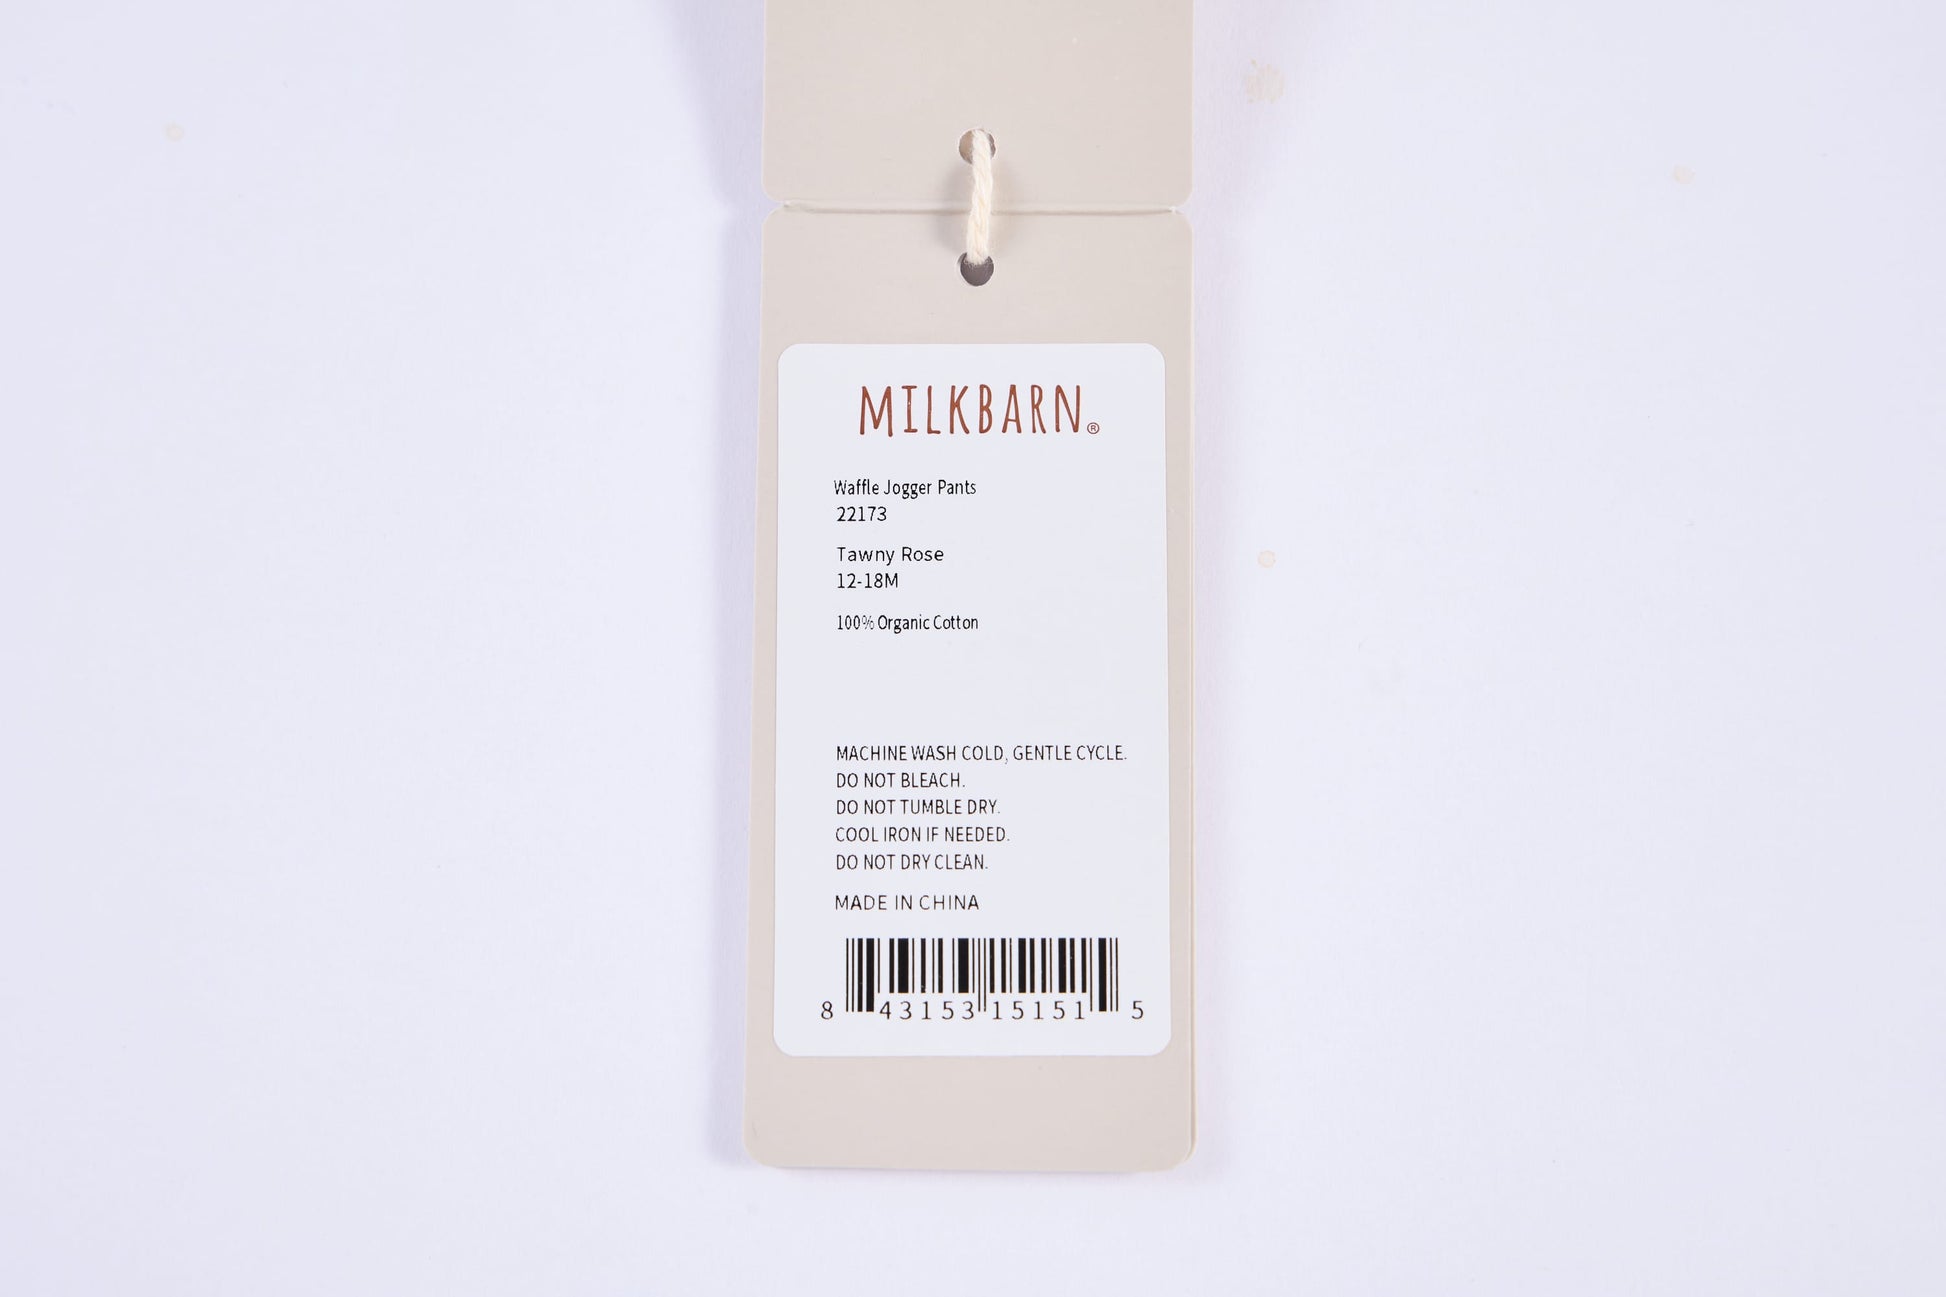 MILKBARN®
Waffle Jogger Pants
22173
Tawny Rose
12-18M
100% Organic Cotton
MACHINE WASH COLD, GENTLE CYCLE.
DO NOT BLEACH.
DO NOT TUMBLE DRY.
COOL IRON IF NEEDED.
DO NOT DRY CLEAN.
MADE IN CHINA
8 43153 15151 5